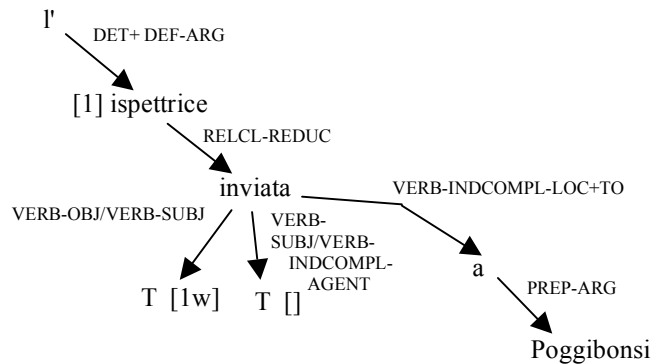 l'
DET+ DEF-ARG
[1] ispettrice
RELCL-REDUC
inviata
VERB-INDCOMPL-LOC+TO
VERB-OBJ/VERB-SUBJ
VERB-
SUBJ/VERB-
INDCOMPL-
AGENT
a
T [1w]
T []
PREP-ARG
Poggibonsi